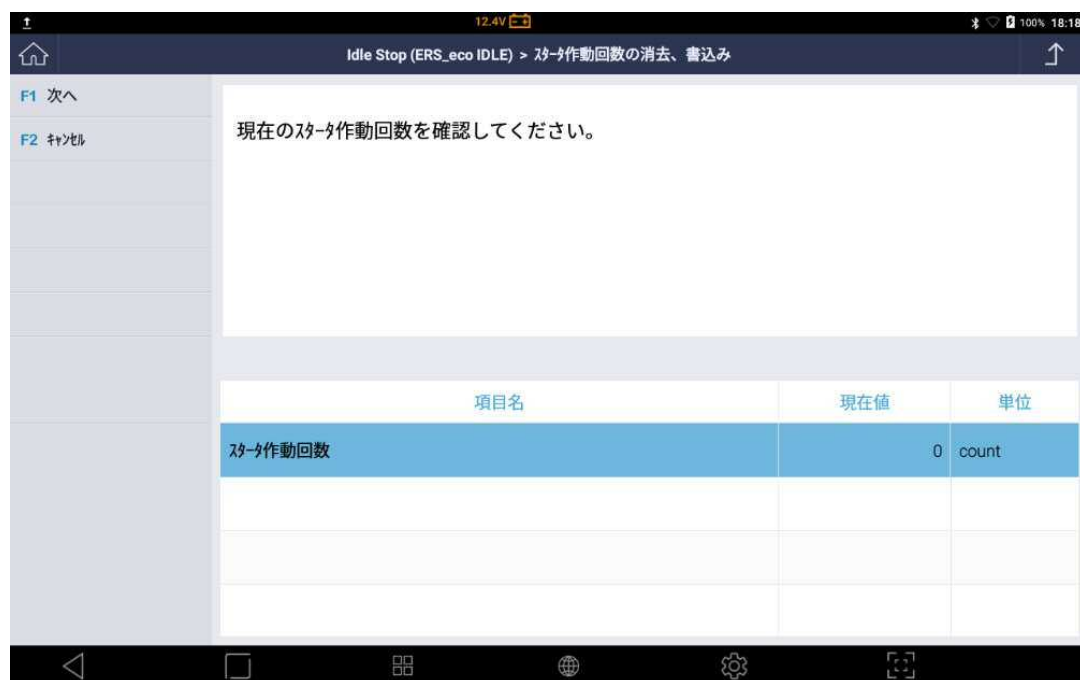 12.4V
100% 18:18
Idle Stop (ERS_eco IDLE) > ｽﾀｰﾀ作動回数の消去、書込み
F1 次へ
F2 ｷｬﾝｾﾙ
現在のｽﾀｰﾀ作動回数を確認してください。
項目名 現在値 単位
ｽﾀｰﾀ作動回数 0 count